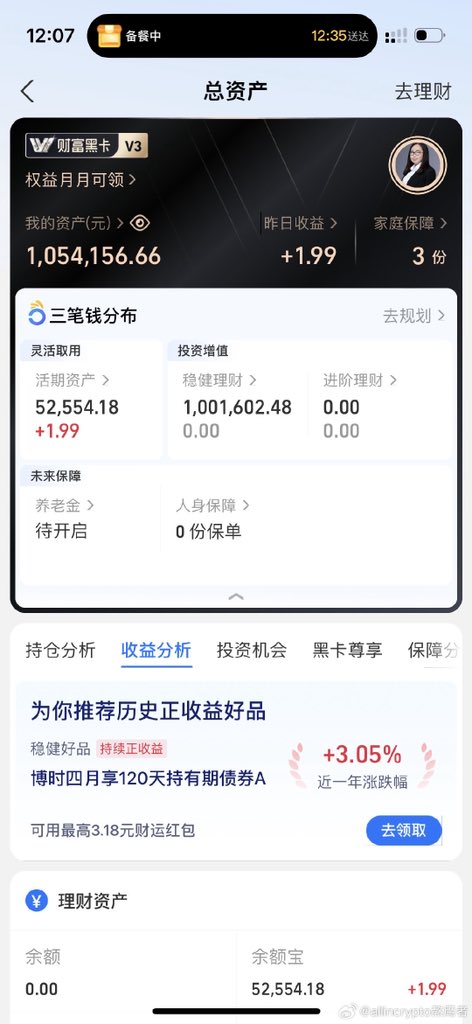 12:07
备餐中
12:35送达
总资产
去理财
财富黑卡 V3
权益月月可领
我的资产(元)
昨日收益
家庭保障
1,054,156.66
+1.99
3 份
三笔钱分布
去规划
灵活取用
投资增值
活期资产
稳健理财
进阶理财
52,554.18
1,001,602.48
0.00
+1.99
0.00
0.00
未来保障
养老金
人身保障
待开启
0 份保单
持仓分析
收益分析
投资机会
黑卡尊享
保障分
为你推荐历史正收益好品
稳健好品 持续正收益
+3.05%
博时四月享120天持有期债券A
近一年涨跌幅
可用最高3.18元财运红包
去领取
¥ 理财资产
余额
余额宝
0.00
52,554.18
+1.99